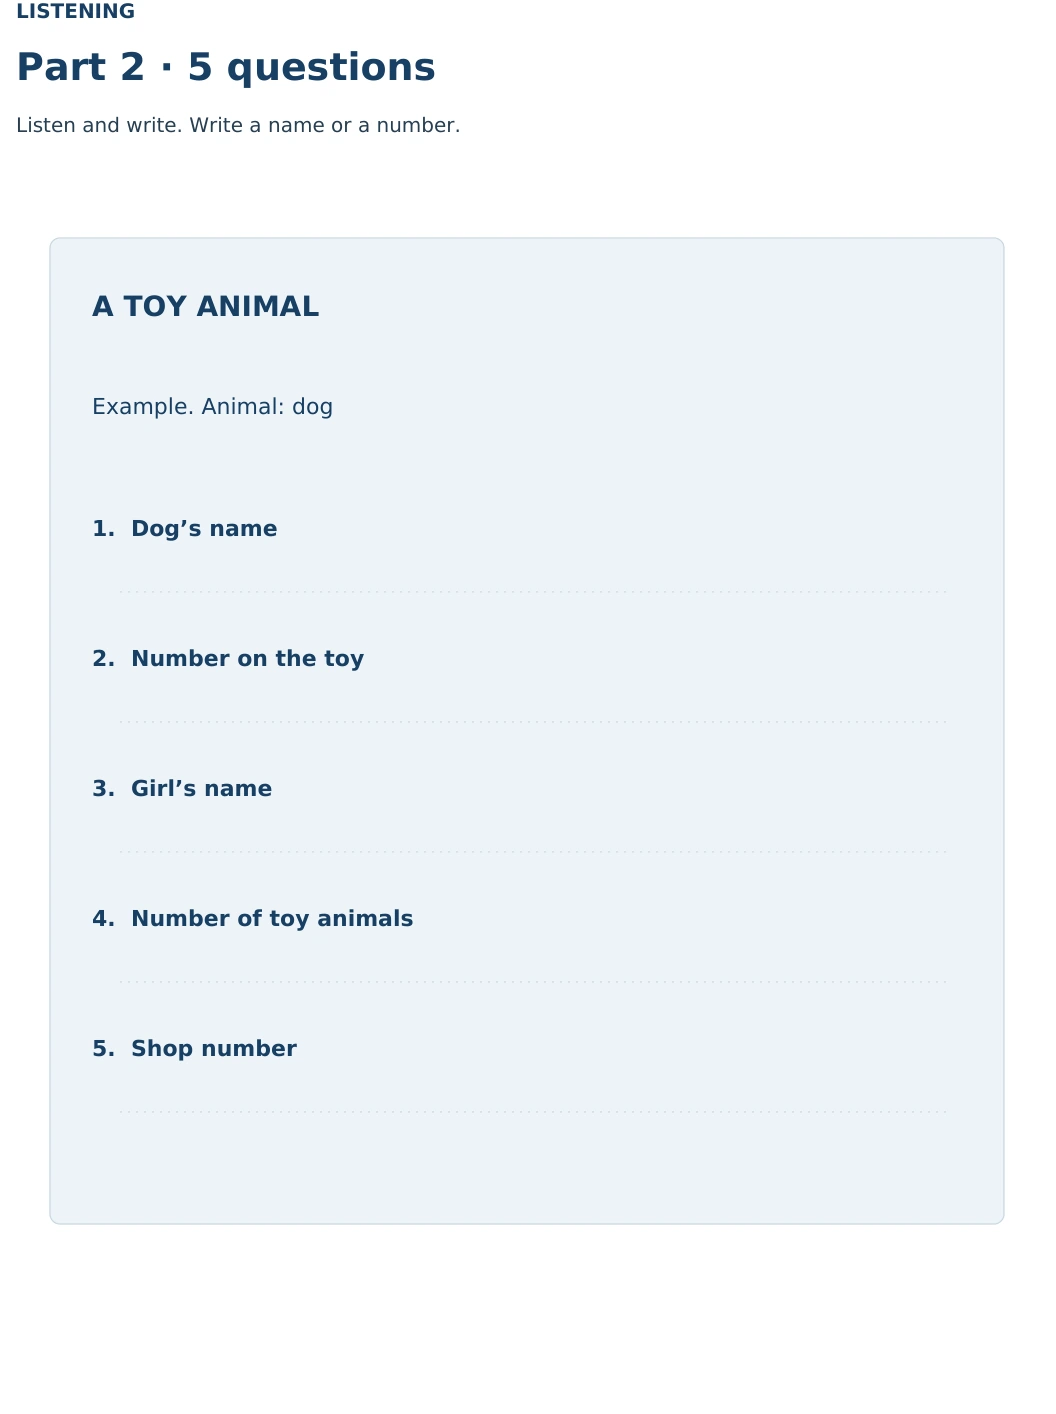 LISTENING
Part 2 · 5 questions
Listen and write. Write a name or a number.
A TOY ANIMAL
Example. Animal: dog
1. Dog’s name
2. Number on the toy
3. Girl’s name
4. Number of toy animals
5. Shop number